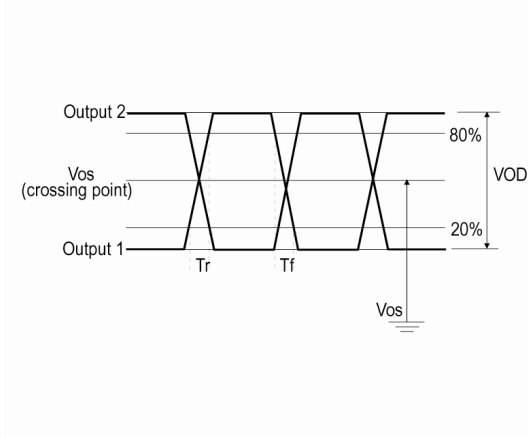 Output 2
80%
Vos
(crossing point)
VOD
20%
Output 1
Tr
Tf
Vos